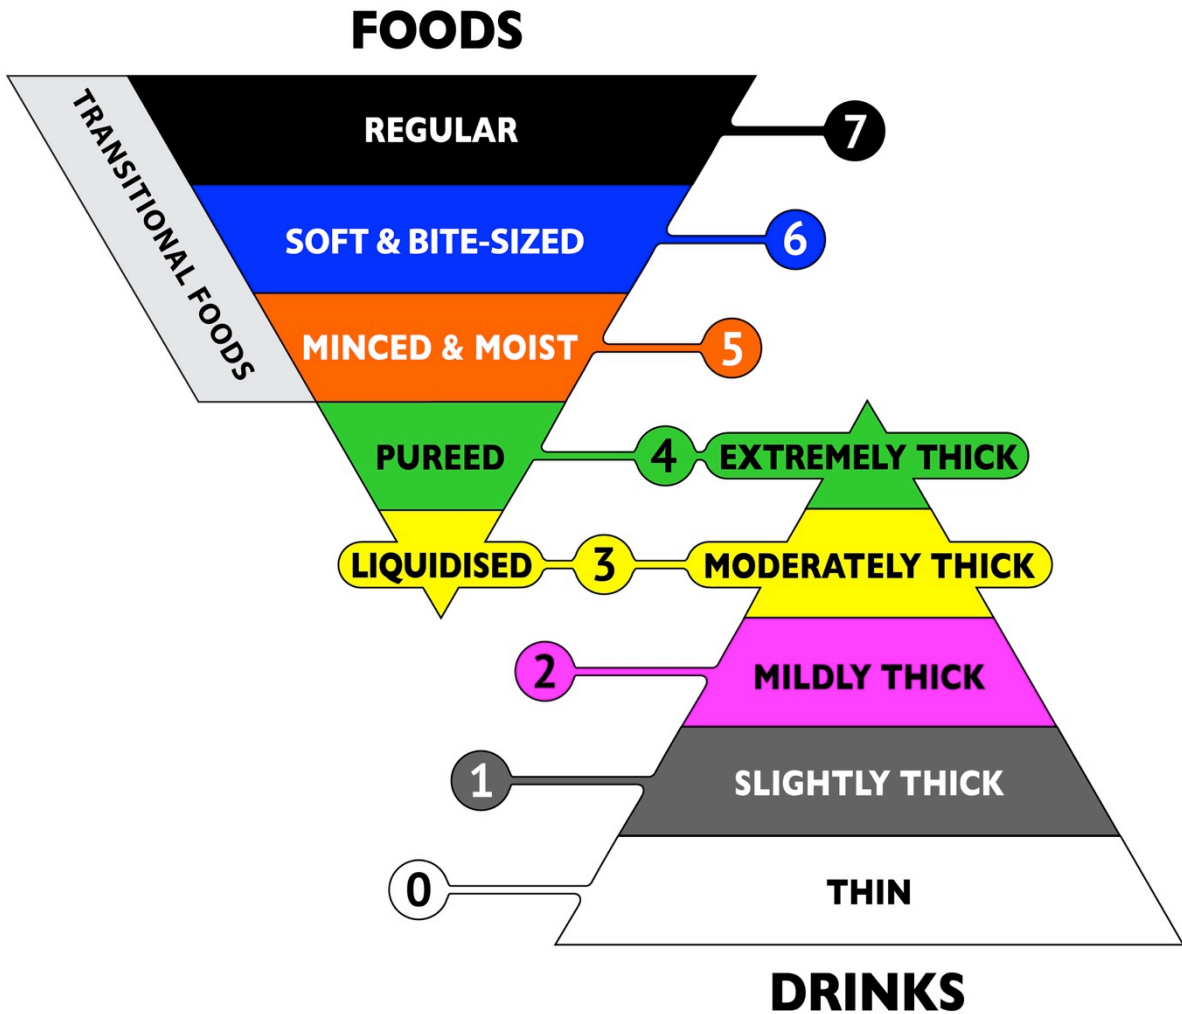 FOODS
TRANSITIONAL FOODS
REGULAR
7
SOFT & BITE-SIZED
6
MINCED & MOIST
5
PUREED
4
EXTREMELY THICK
LIQUIDISED
3
MODERATELY THICK
2
MILDLY THICK
1
SLIGHTLY THICK
0
THIN
DRINKS